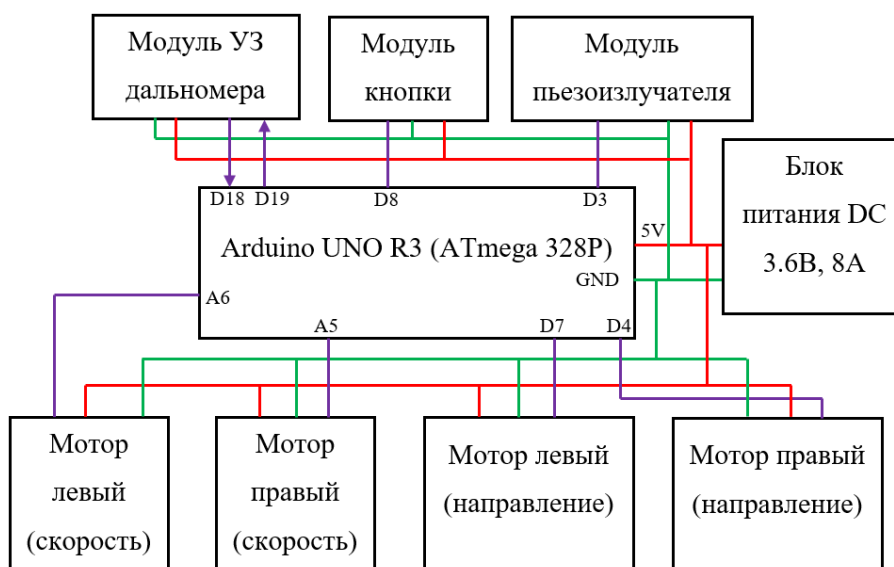 Модуль УЗ
дальномера
Модуль
кнопки
Модуль
пьезоизлучателя
Блок
питания DC
3.6В, 8А
D18
D19
D8
D3
5V
Arduino UNO R3 (ATmega 328P)
GND
A6
A5
D7
D4
Мотор
левый
(скорость)
Мотор
правый
(скорость)
Мотор левый
(направление)
Мотор правый
(направление)